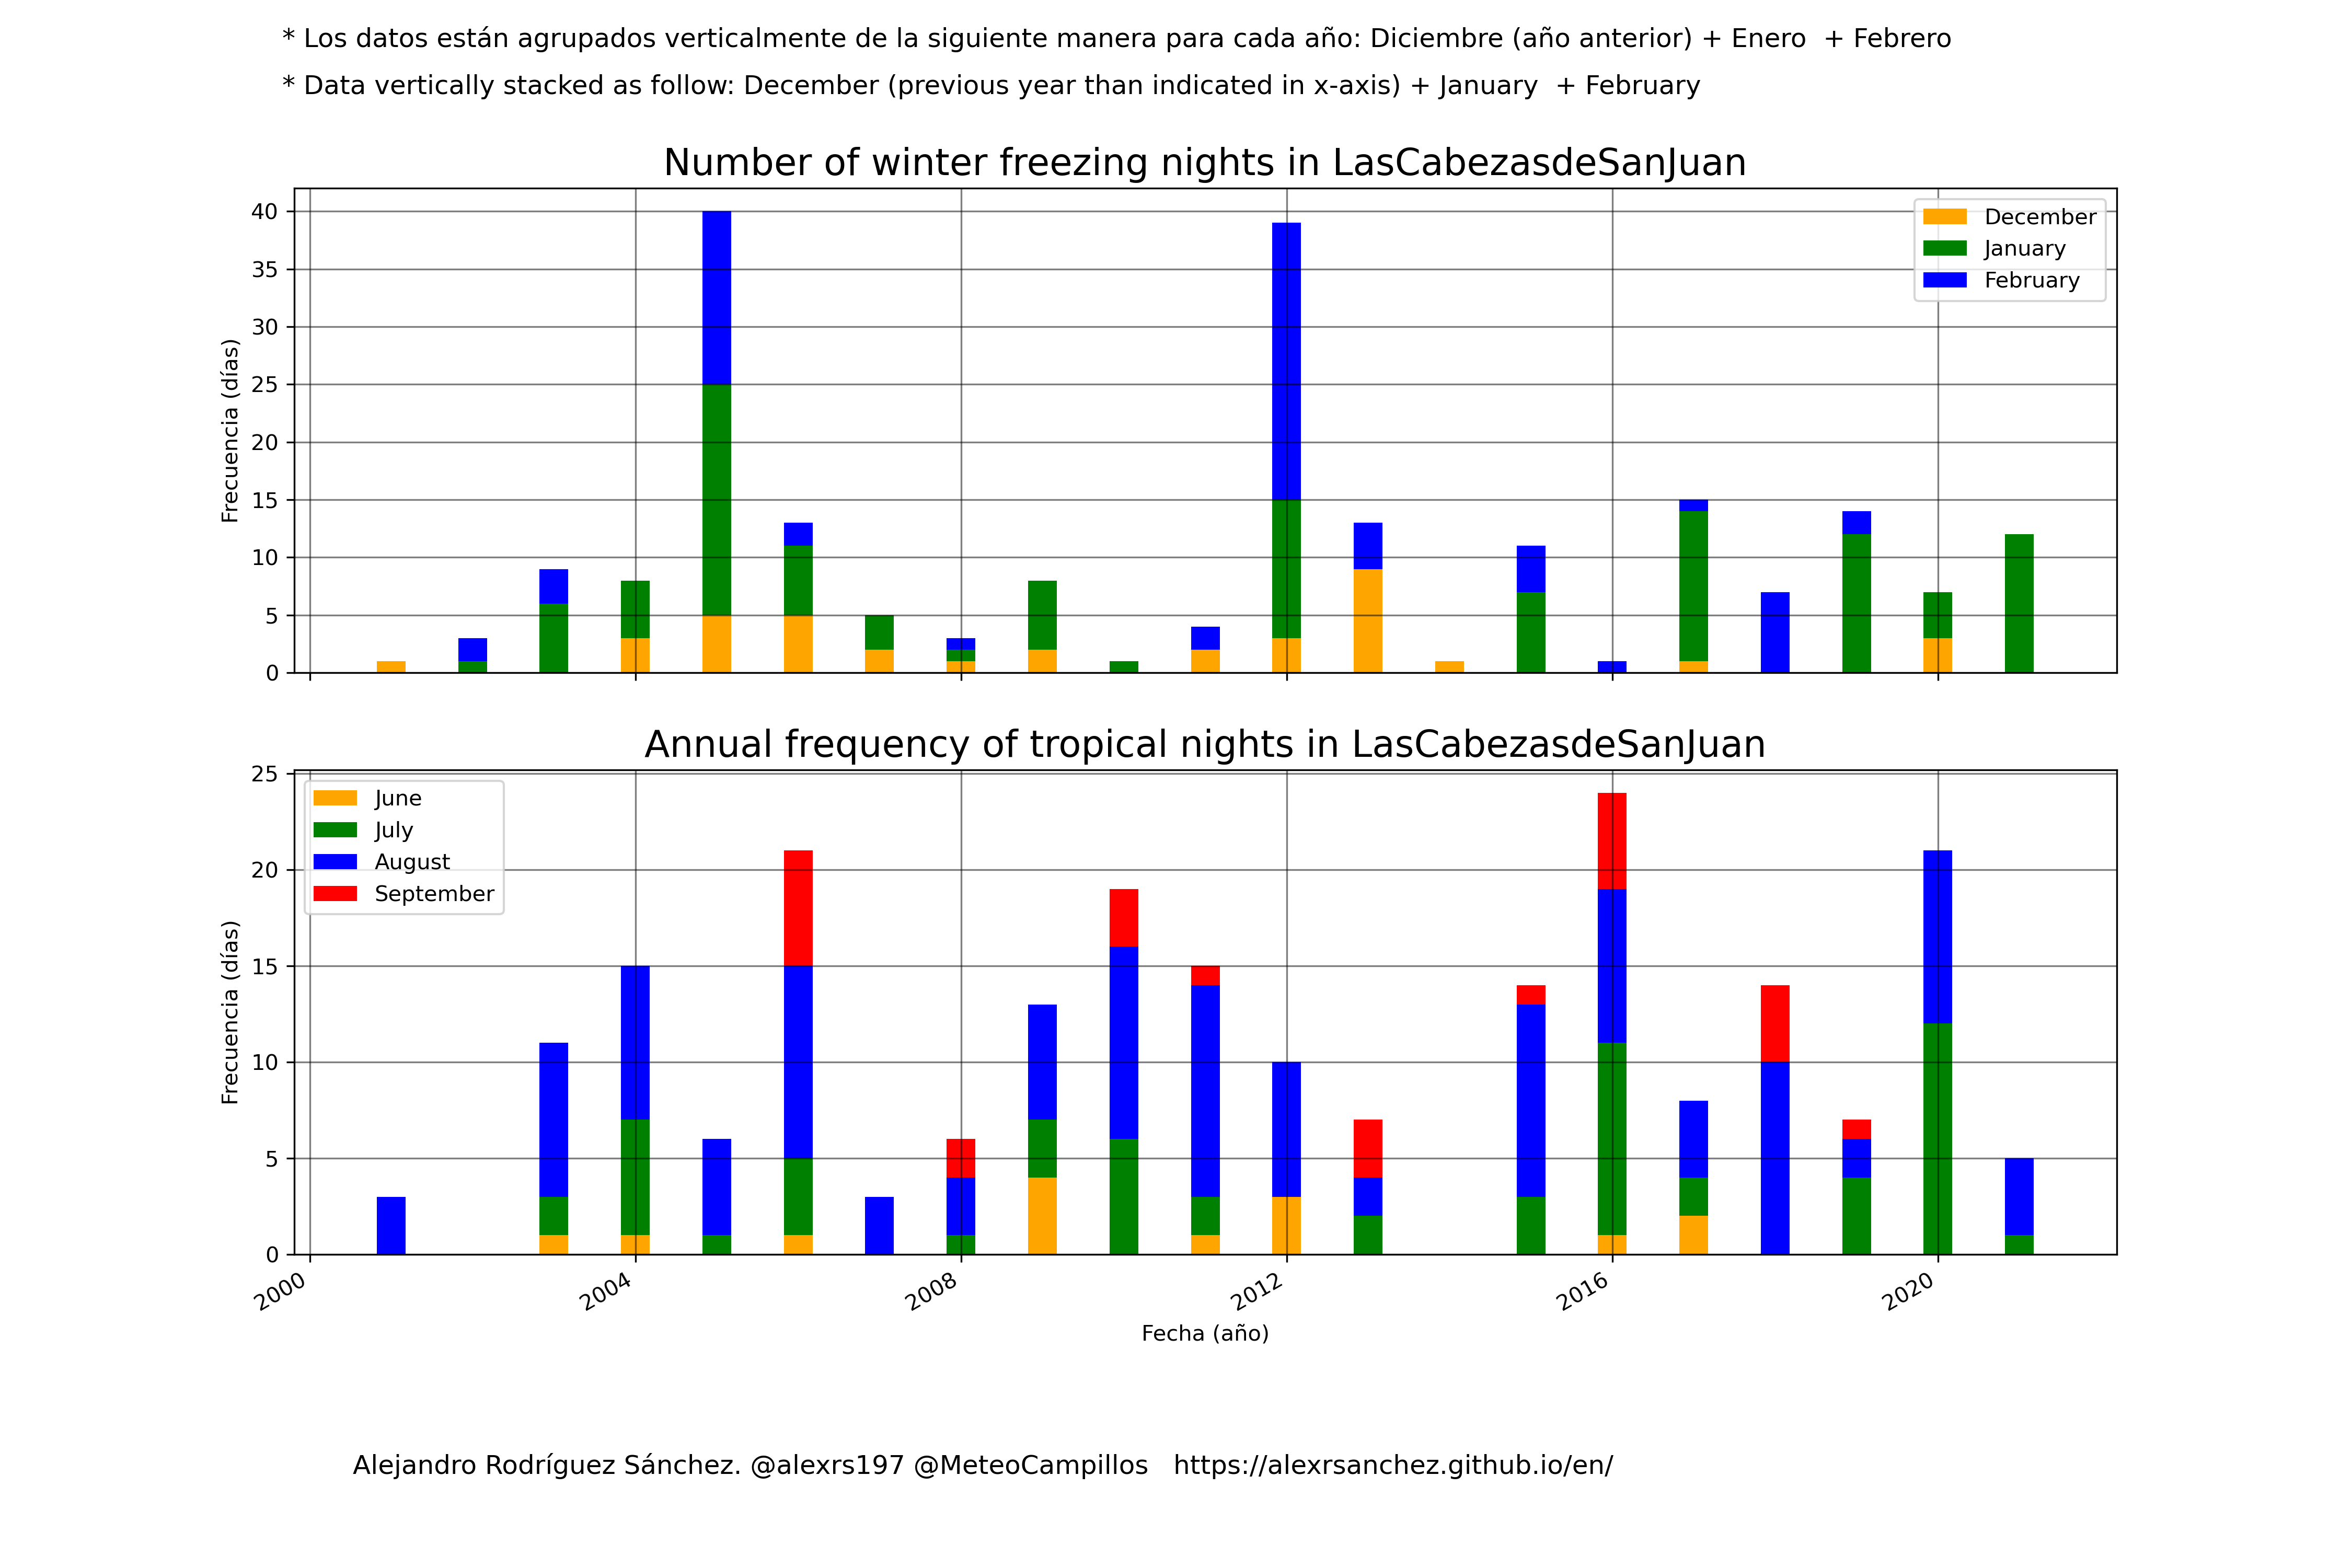 * Los datos están agrupados verticalmente de la siguiente manera para cada año: Diciembre (año anterior) + Enero  + Febrero
* Data vertically stacked as follow: December (previous year than indicated in x-axis) + January  + February
Number of winter freezing nights in LasCabezasdeSanJuan
40
35
30
25
20
15
10
5
0
Frecuencia (días)
December
January
February
Annual frequency of tropical nights in LasCabezasdeSanJuan
25
20
15
10
5
0
Frecuencia (días)
June
July
August
September
2000 2004 2008 2012 2016 2020
Fecha (año)
Alejandro Rodríguez Sánchez. @alexrs197 @MeteoCampillos   https://alexrsanchez.github.io/en/